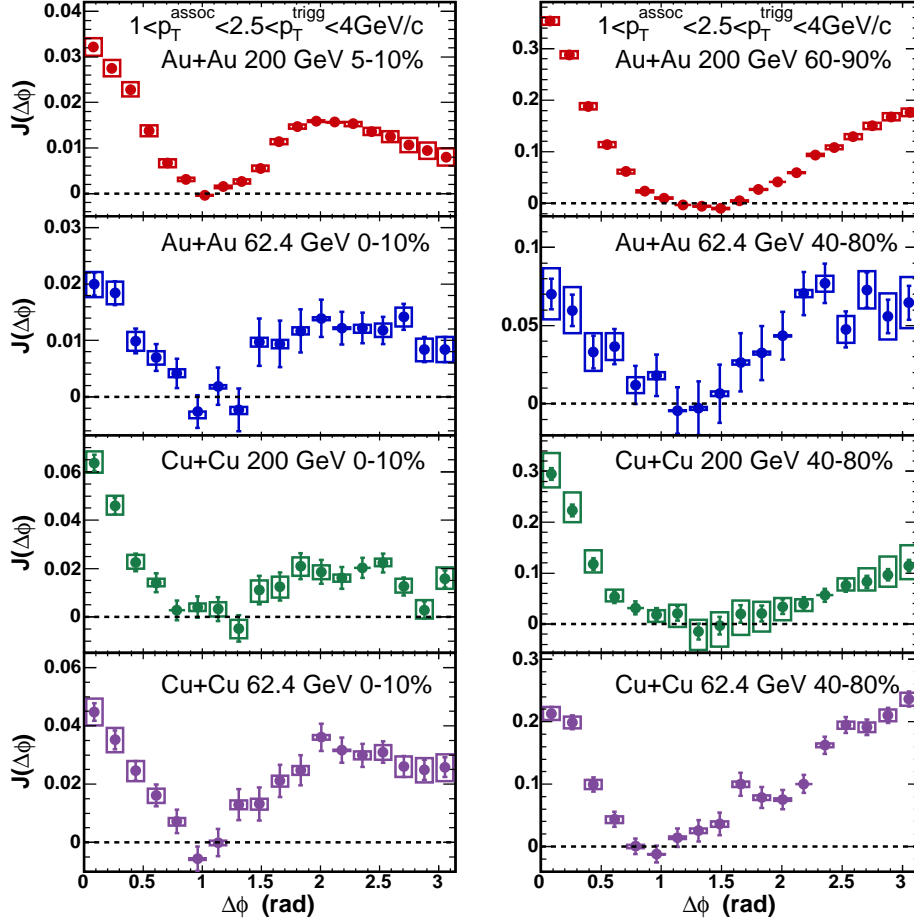 1<p_T^assoc <2.5<p_T^trigg <4GeV/c
Au+Au 200 GeV 5-10%
J(Δϕ)
0.04
0.02
0
1<p_T^assoc <2.5<p_T^trigg <4GeV/c
Au+Au 200 GeV 60-90%
J(Δϕ)
0.3
0.2
0.1
0
Au+Au 62.4 GeV 0-10%
J(Δϕ)
0.03
0.02
0.01
0
Au+Au 62.4 GeV 40-80%
J(Δϕ)
0.1
0.05
0
Cu+Cu 200 GeV 0-10%
J(Δϕ)
0.06
0.04
0.02
0
Cu+Cu 200 GeV 40-80%
J(Δϕ)
0.3
0.2
0.1
0
Cu+Cu 62.4 GeV 0-10%
J(Δϕ)
0.06
0.04
0.02
0
0 0.5 1 1.5 2 2.5 3
Δϕ (rad)
Cu+Cu 62.4 GeV 40-80%
J(Δϕ)
0.3
0.2
0.1
0
0 0.5 1 1.5 2 2.5 3
Δϕ (rad)